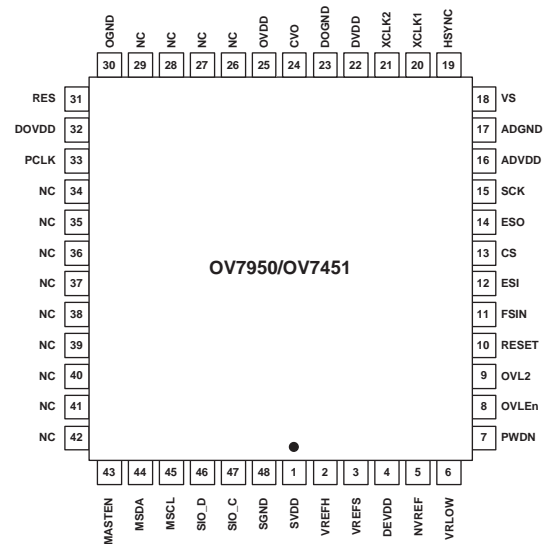 OGND
NC
NC
NC
NC
OVDD
CVO
DOGND
DVDD
XCLK2
XCLK1
HSYNC
30 29 28 27 26 25 24 23 22 21 20 19
RES 31
DOVDD 32
PCLK 33
NC 34
NC 35
NC 36
NC 37
NC 38
NC 39
NC 40
NC 41
NC 42
OV7950/OV7451
18 VS
17 ADGND
16 ADVDD
15 SCK
14 ESO
13 CS
12 ESI
11 FSIN
10 RESET
9 OVL2
8 OVLEn
7 PWDN
43 44 45 46 47 48 1 2 3 4 5 6
MASTEN
MSDA
MSCL
SIO_D
SIO_C
SGND
SVDD
VREFH
VREFS
DEVDD
NVREF
VRLOW